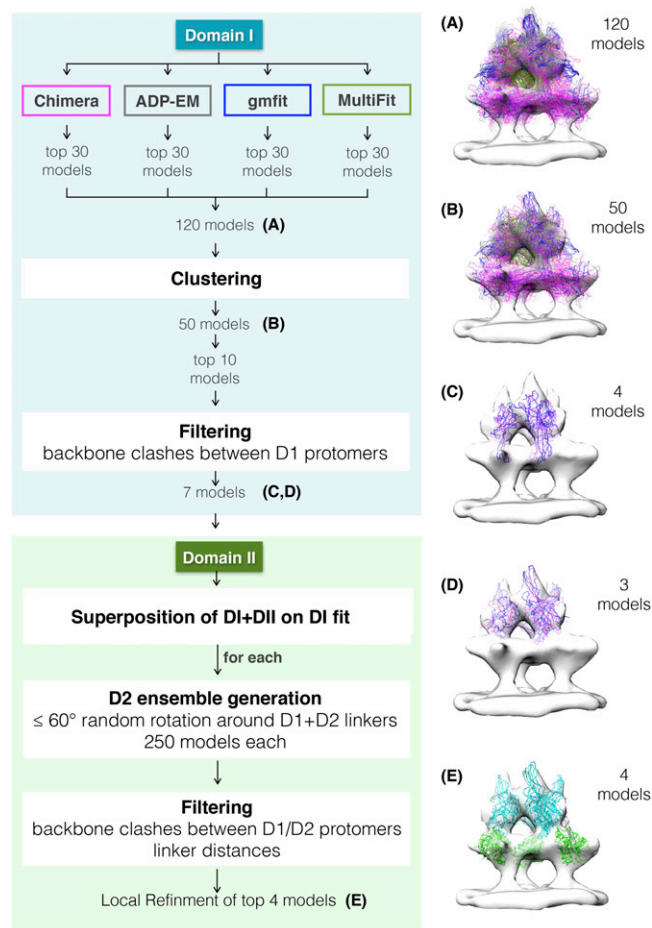 Domain I
Chimera
ADP-EM
gmfit
MultiFit
top 30
models
top 30
models
top 30
models
top 30
models
120 models (A)
Clustering
50 models (B)
top 10
models
Filtering
backbone clashes between D1 protomers
7 models (C,D)
Domain II
Superposition of DI+DII on DI fit
for each
D2 ensemble generation
≤ 60° random rotation around D1+D2 linkers
250 models each
Filtering
backbone clashes between D1/D2 protomers
linker distances
Local Refinment of top 4 models (E)
(A)
120
models
(B)
50
models
(C)
4
models
(D)
3
models
(E)
4
models